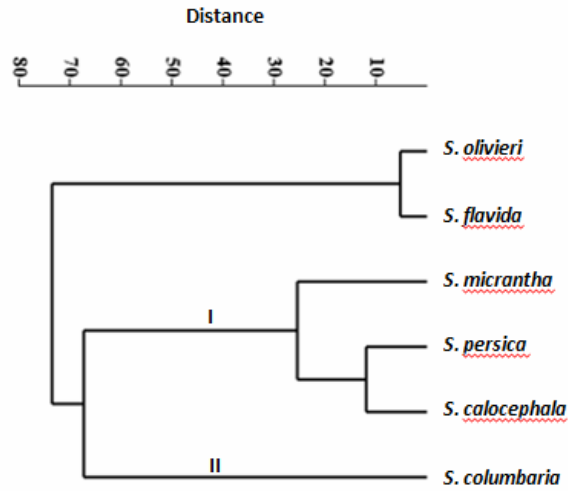 Distance
80 70 60 50 40 30 20 10
S. olivieri
S. flavida
S. micrantha
I
S. persica
S. calocephala
II
S. columbaria